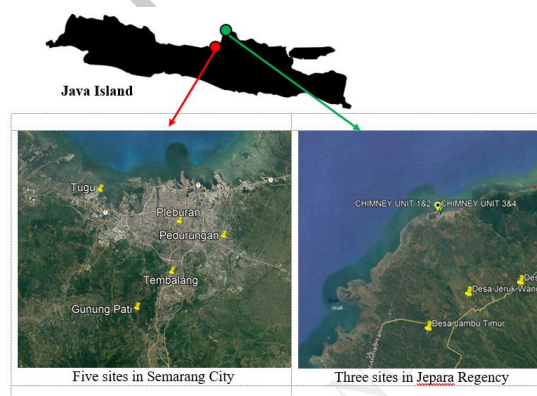 Java Island
Tugu
Pleburan
Pedurungan
Tembalang
Gunung Pati
CHIMNEY UNIT 1&2
CHIMNEY UNIT 3&4
Desa Jeruk Wan
Desa Jambu Timur
Five sites in Semarang City
Three sites in Jepara Regency